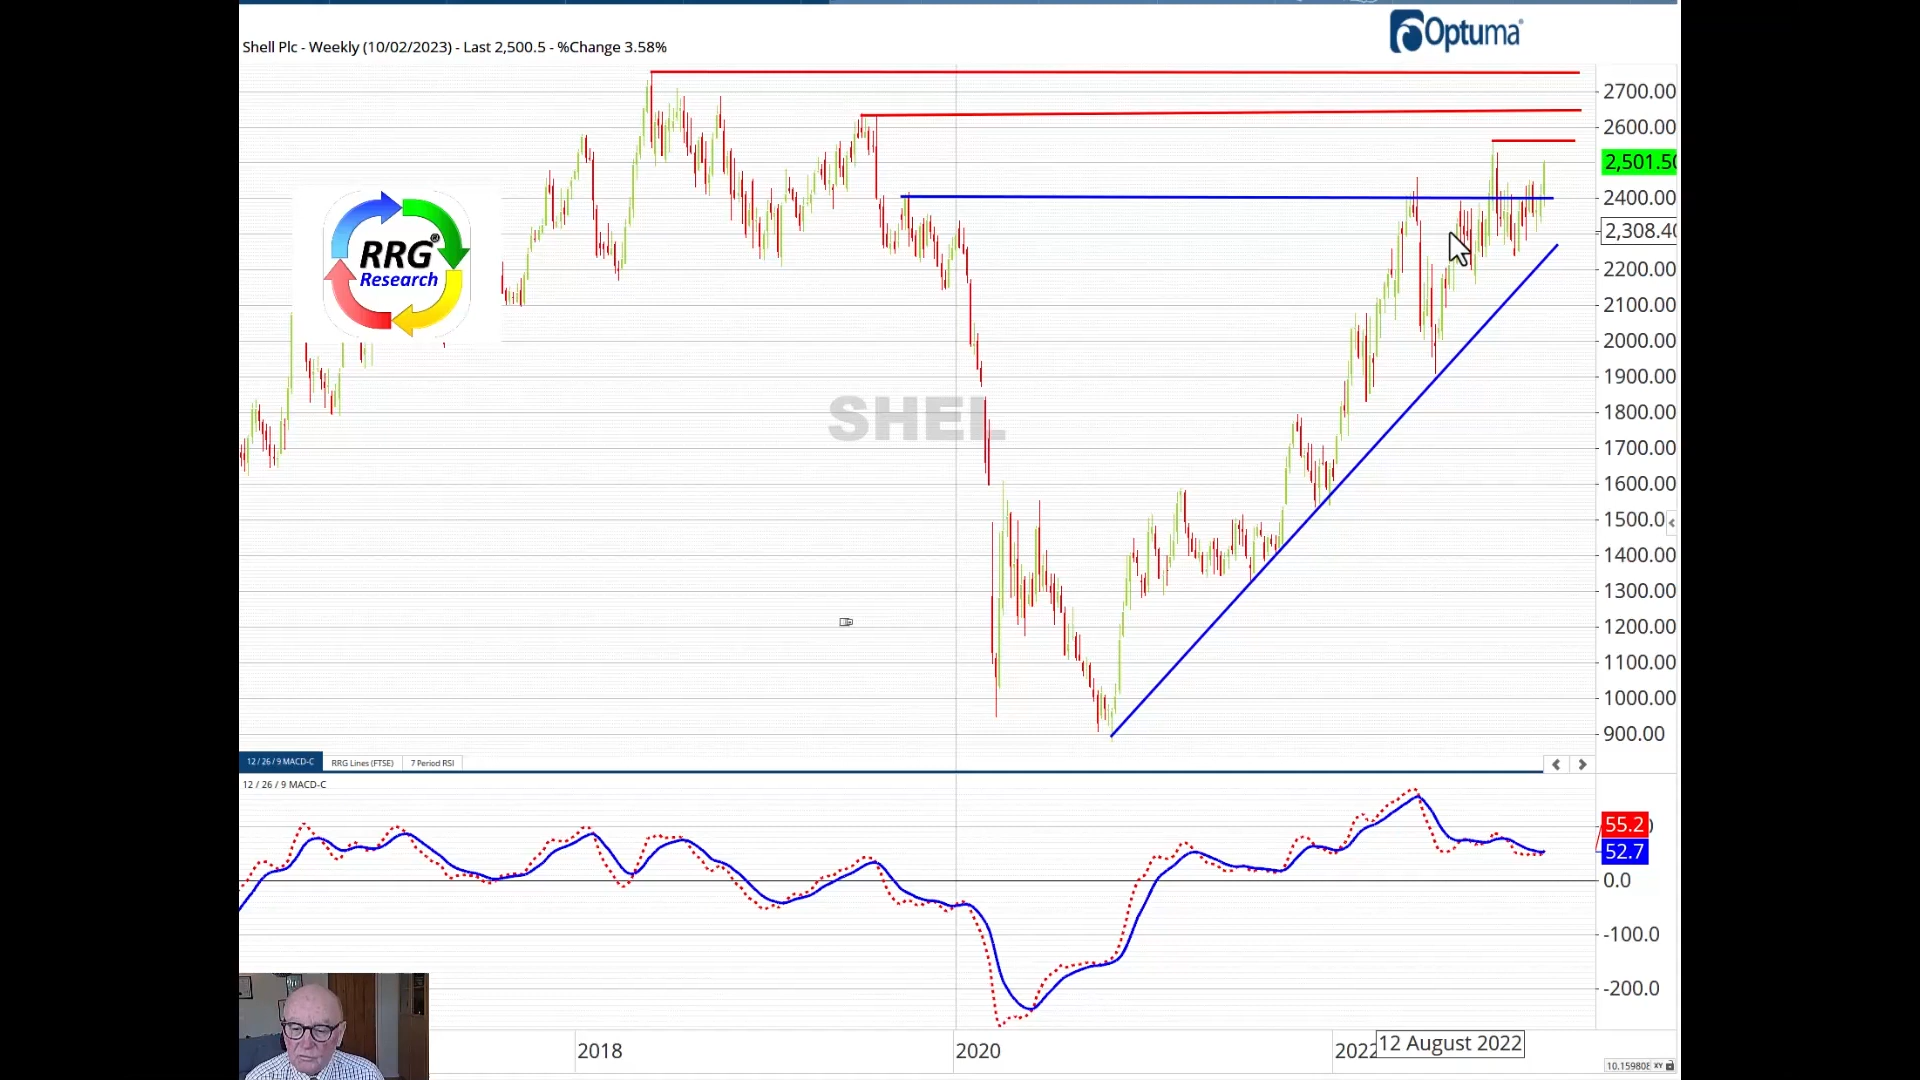 Optuma®
Shell Plc - Weekly (10/02/2023) - Last 2,500.5 - %Change 3.58%
2700.00
2600.00
2,501.50
2400.00
2,308.40
2200.00
2100.00
2000.00
1900.00
1800.00
1700.00
1600.00
1500.0
1400.00
1300.00
1200.00
1100.00
1000.00
900.00
RRG®
Research
SHEL
12 / 26 / 9 MACD-C
RRG Lines (FTSE)
7 Period RSI
12 / 26 / 9 MACD-C
55.2
52.7
0.0
-100.0
-200.0
2018
2020
2022
12 August 2022
XY